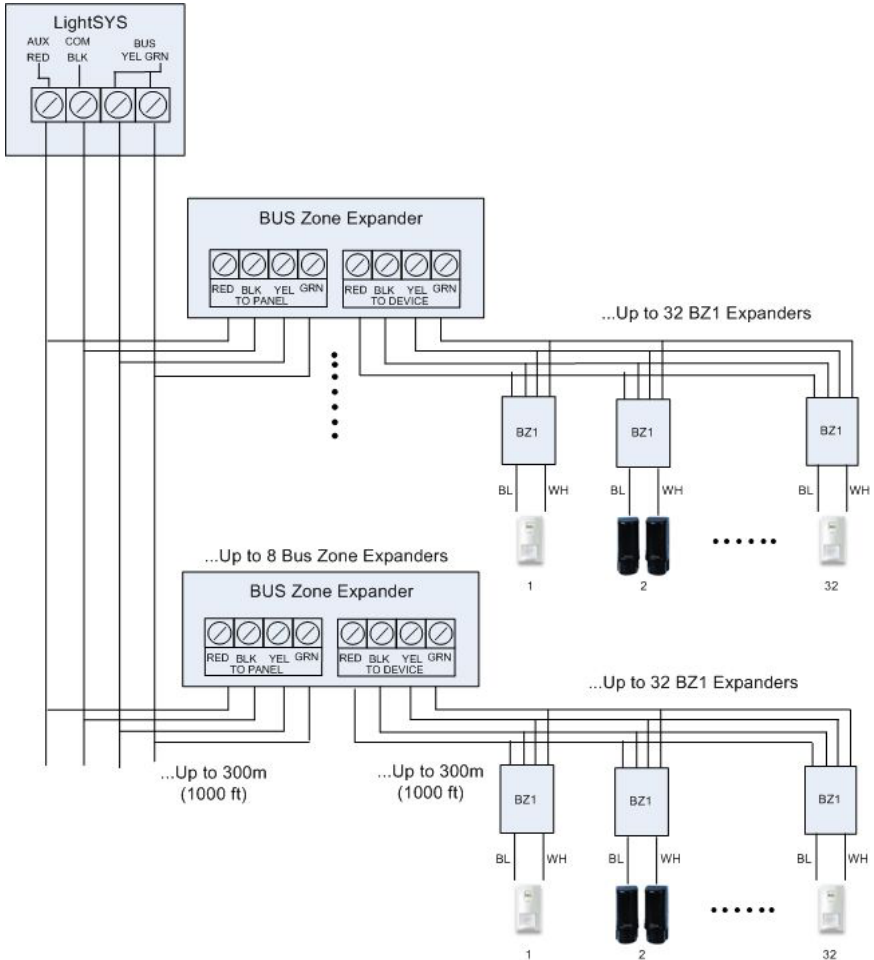 LightSYS
AUX COM BUS
RED BLK YEL GRN
BUS Zone Expander
RED BLK YEL GRN RED BLK YEL GRN
TO PANEL TO DEVICE
...Up to 32 BZ1 Expanders
BZ1 BZ1 BZ1
BL WH BL WH BL WH
1 2 32
...Up to 8 Bus Zone Expanders
BUS Zone Expander
RED BLK YEL GRN RED BLK YEL GRN
TO PANEL TO DEVICE
...Up to 32 BZ1 Expanders
...Up to 300m ...Up to 300m
(1000 ft) (1000 ft)
BZ1 BZ1 BZ1
BL WH BL WH BL WH
1 2 32